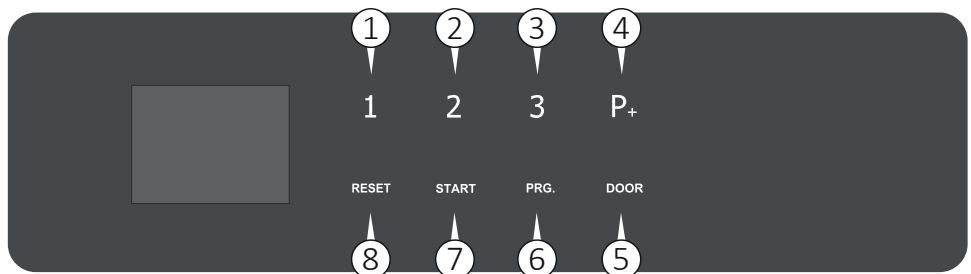 1 2 3 4
1 2 3 P+
RESET START PRG. DOOR
8 7 6 5